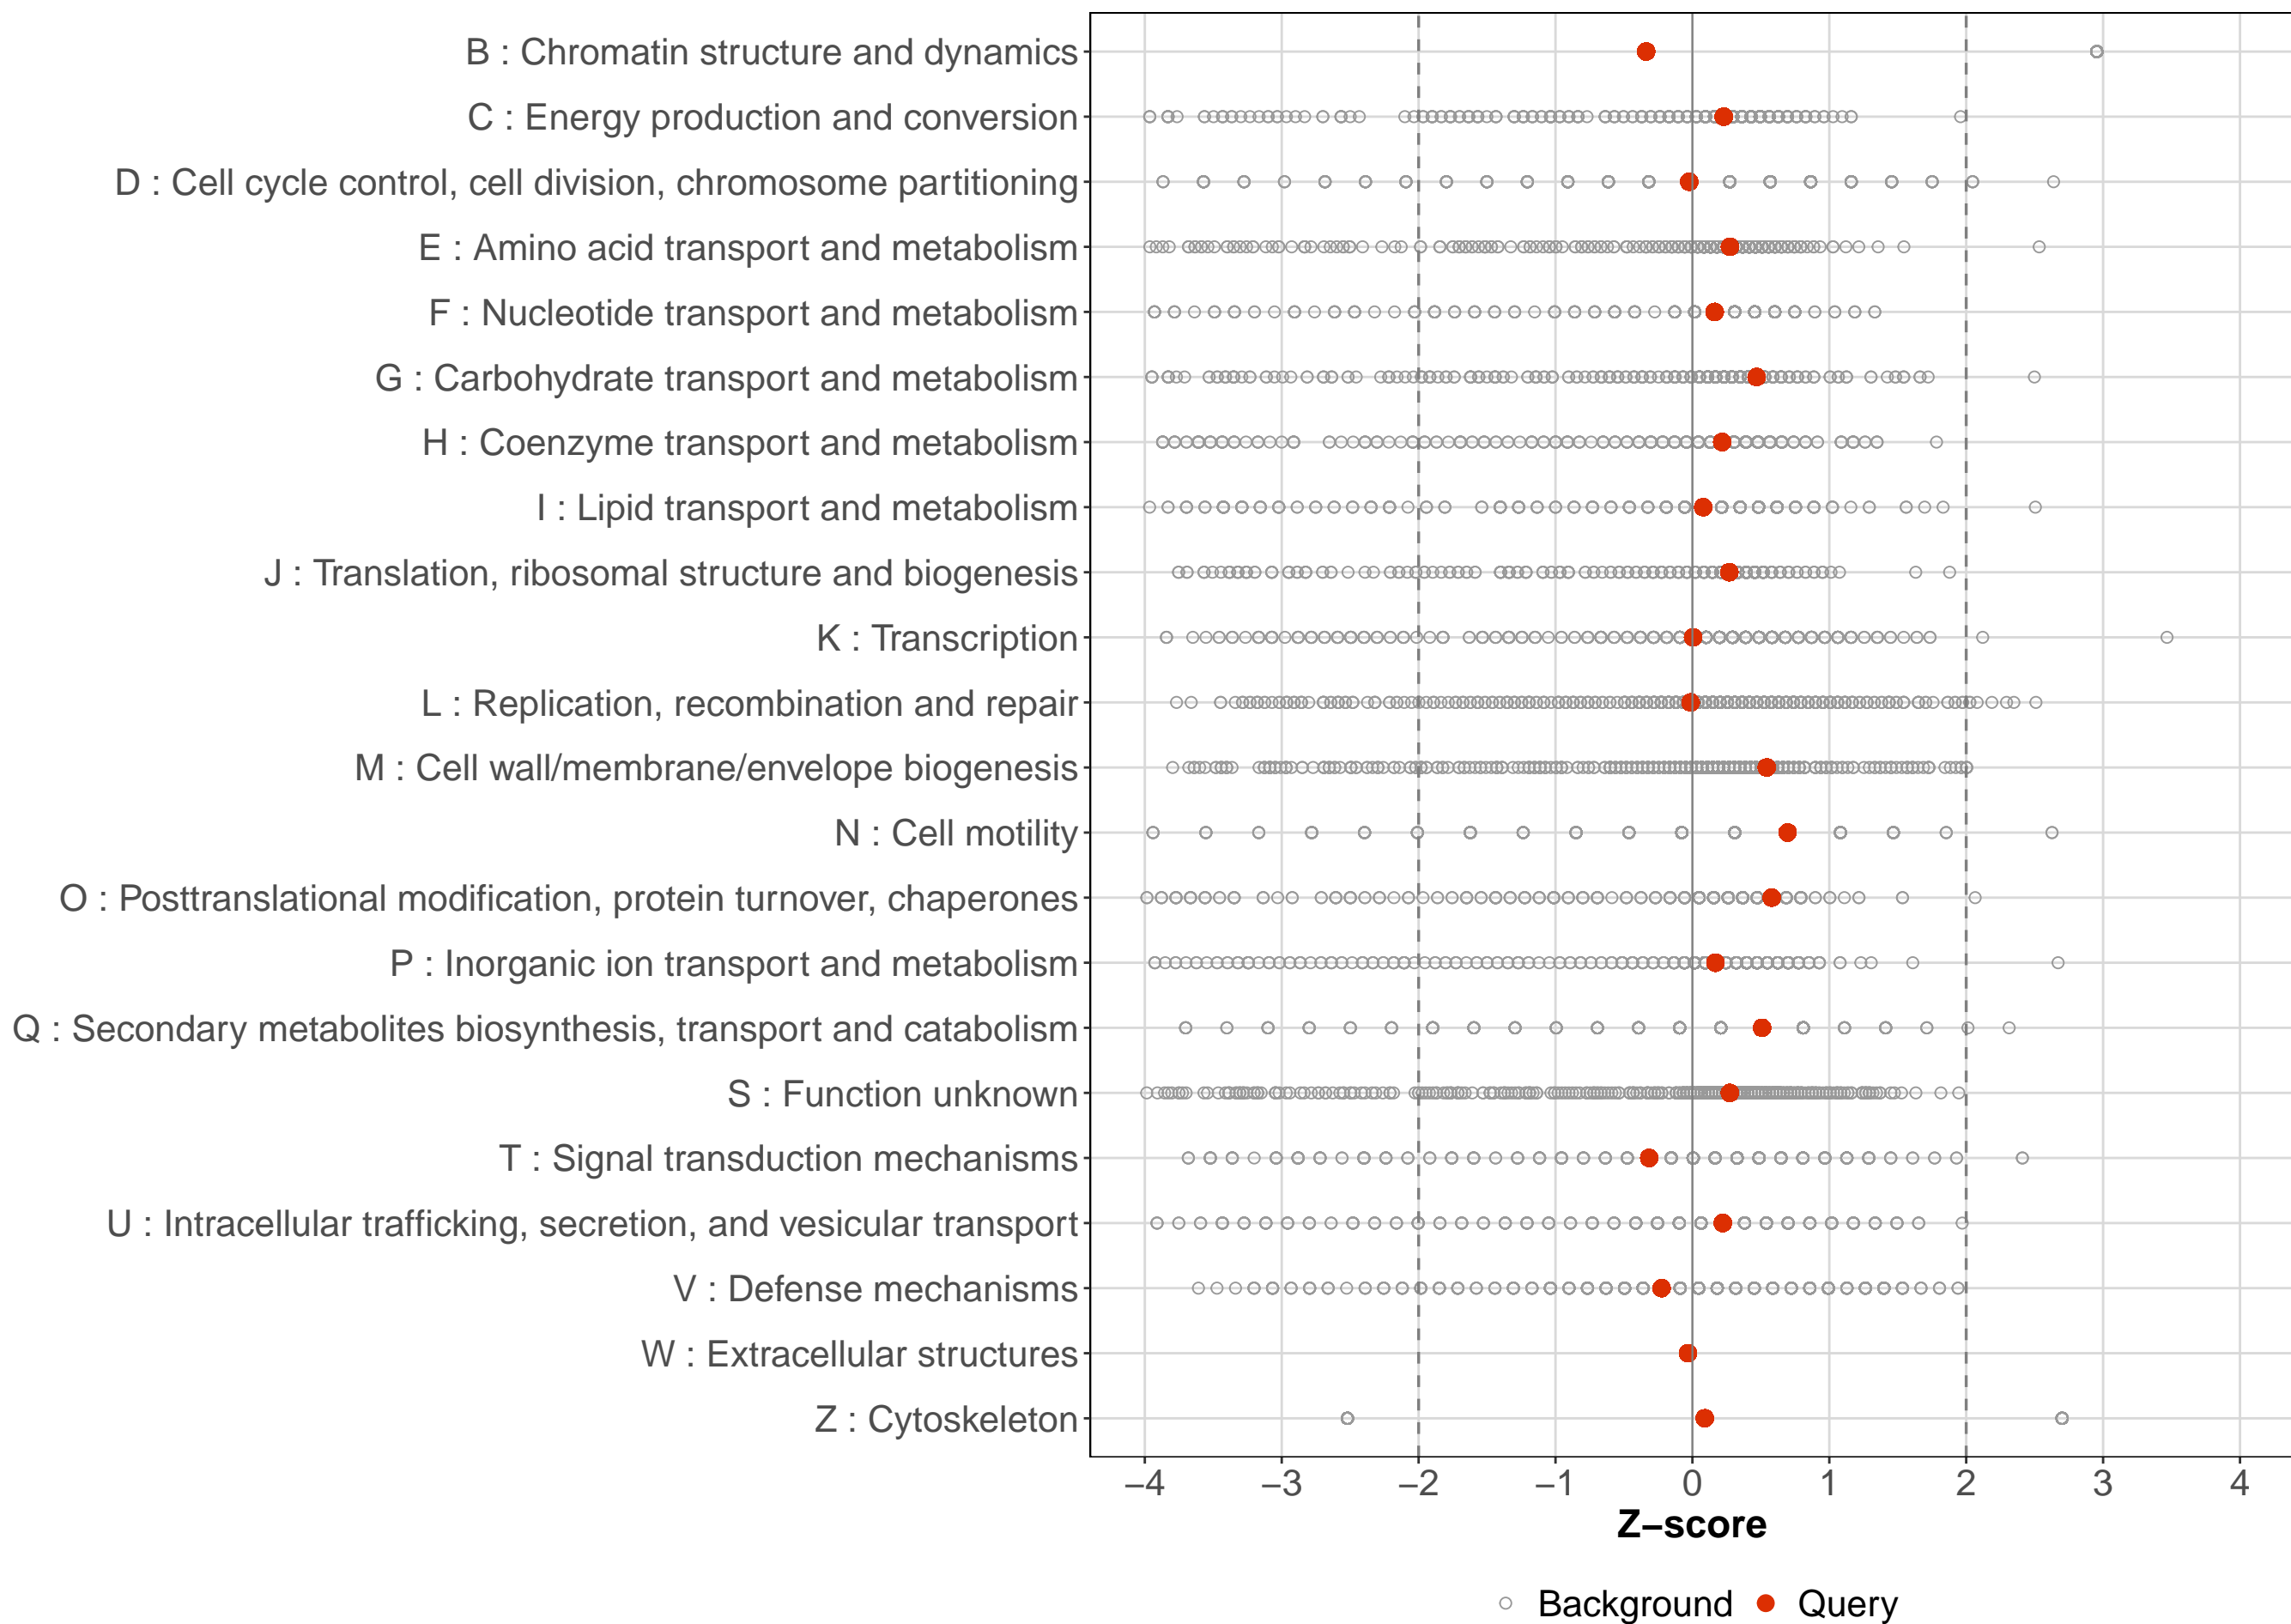 B : Chromatin structure and dynamics
C : Energy production and conversion
D : Cell cycle control, cell division, chromosome partitioning
E : Amino acid transport and metabolism
F : Nucleotide transport and metabolism
G : Carbohydrate transport and metabolism
H : Coenzyme transport and metabolism
I : Lipid transport and metabolism
J : Translation, ribosomal structure and biogenesis
K : Transcription
L : Replication, recombination and repair
M : Cell wall/membrane/envelope biogenesis
N : Cell motility
O : Posttranslational modification, protein turnover, chaperones
P : Inorganic ion transport and metabolism
Q : Secondary metabolites biosynthesis, transport and catabolism
S : Function unknown
T : Signal transduction mechanisms
U : Intracellular trafficking, secretion, and vesicular transport
V : Defense mechanisms
W : Extracellular structures
Z : Cytoskeleton
−4 −3 −2 −1 0 1 2 3 4
Z−score
Background Query